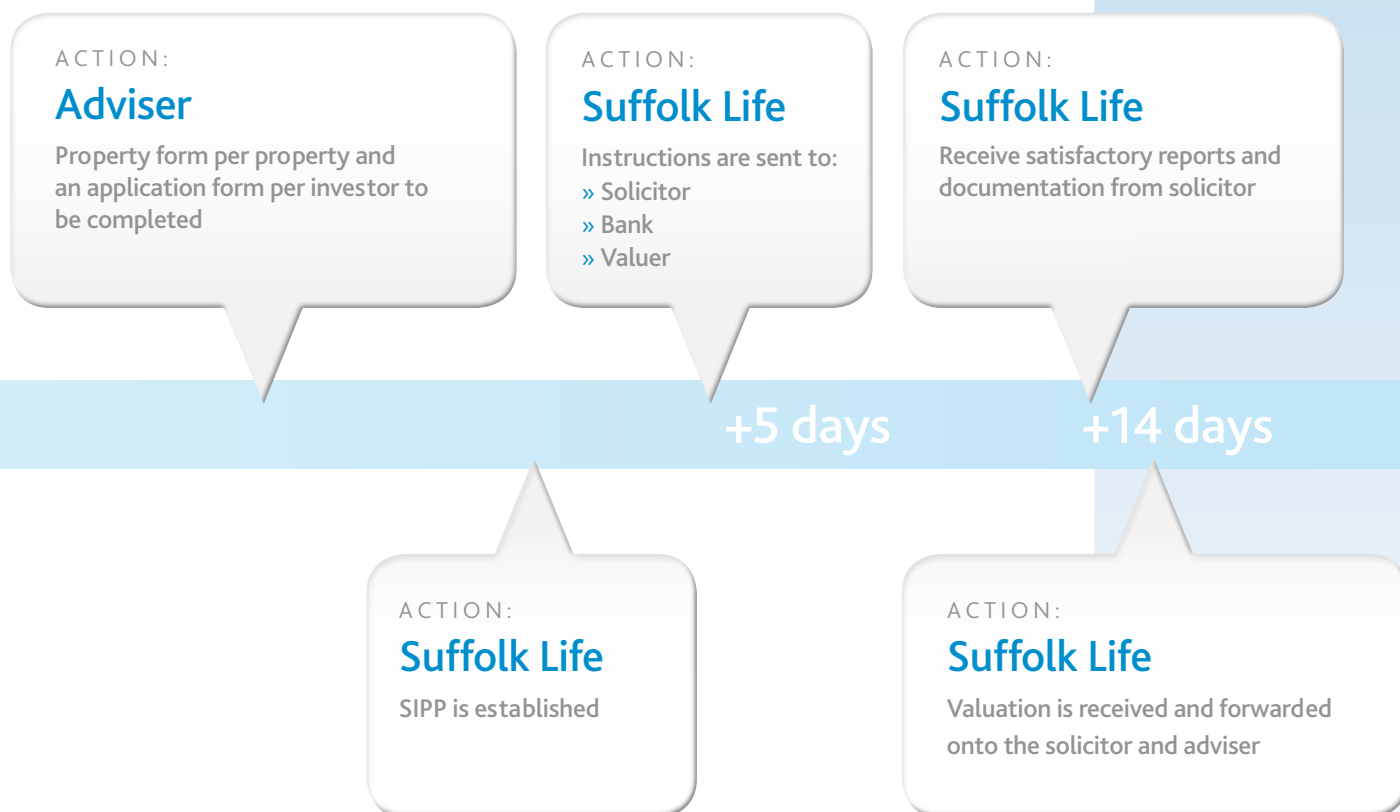 ACTION:
Adviser
Property form per property and
an application form per investor to
be completed
ACTION:
Suffolk Life
Instructions are sent to:
» Solicitor
» Bank
» Valuer
ACTION:
Suffolk Life
Receive satisfactory reports and
documentation from solicitor
+5 days
+14 days
ACTION:
Suffolk Life
SIPP is established
ACTION:
Suffolk Life
Valuation is received and forwarded
onto the solicitor and adviser